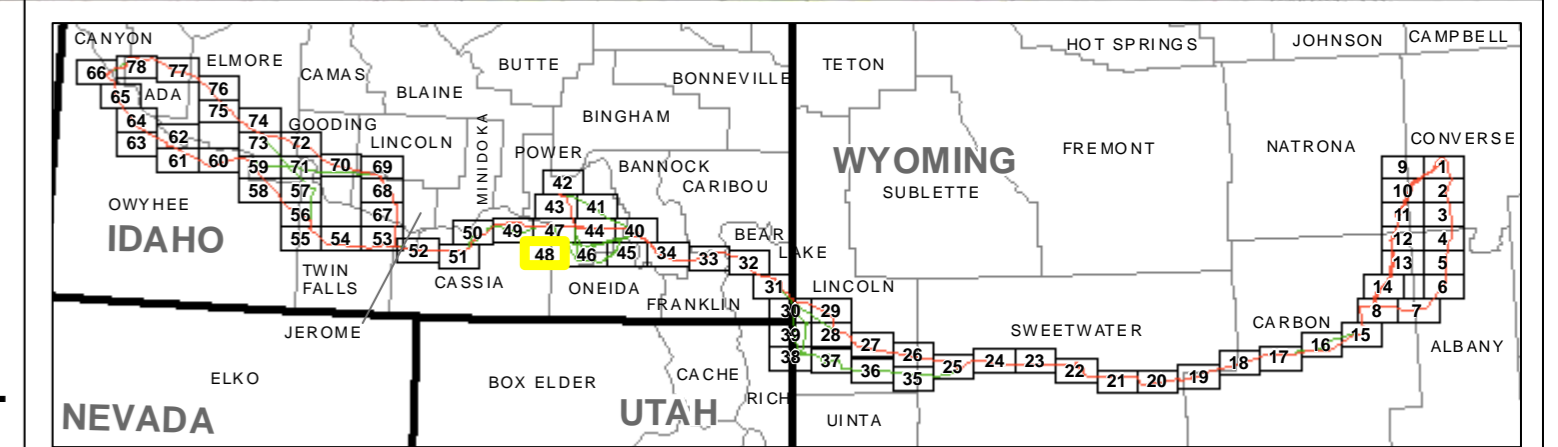 CANYON
ELMORE
CAMAS
BUTTE
BONNEVILLE
TETON
HOT SPRINGS
JOHNSON
CAMPBELL
66 78 77
76
65 ADA
BLAINE
BINGHAM
75
64
74
GOODING
63 62
73 72
LINCOLN
MINIDOKA
POWER
BANNOCK
WYOMING
FREMONT
NATRONA
CONVERSE
61 60 59 71 70 69
9 1
58 57
68
42
CARIBOU
SUBLETTE
10 2
OWYHEE
56
67
43 41
11 3
IDAHO
55 54 53
52
50 49 47 44 40
BEAR
LAKE
12 4
51
48 46 45 34 33 32
13 5
TWIN
FALLS
CASSIA
ONEIDA
31
LINCOLN
14 6
FRANKLIN
30 29
8 7
JEROME
39 28
SWEETWATER
CARBON
15
ALBANY
27 26
16
38 37
25 24 23
18 17
ELKO
BOX ELDER
CACHE
36 35
22 21 20 19
RICH
NEVADA
UTAH
UINTA